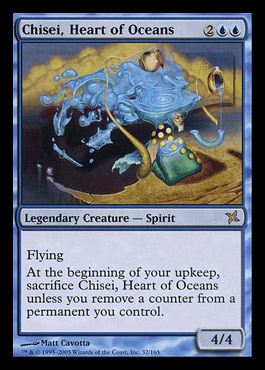 Chisei, Heart of Oceans 2
Legendary Creature — Spirit
Flying
At the beginning of your upkeep,
sacrifice Chisei, Heart of Oceans
unless you remove a counter from a
permanent you control.
Matt Cavotta
™ & © 1993–2005 Wizards of the Coast, Inc. 32/165
4/4